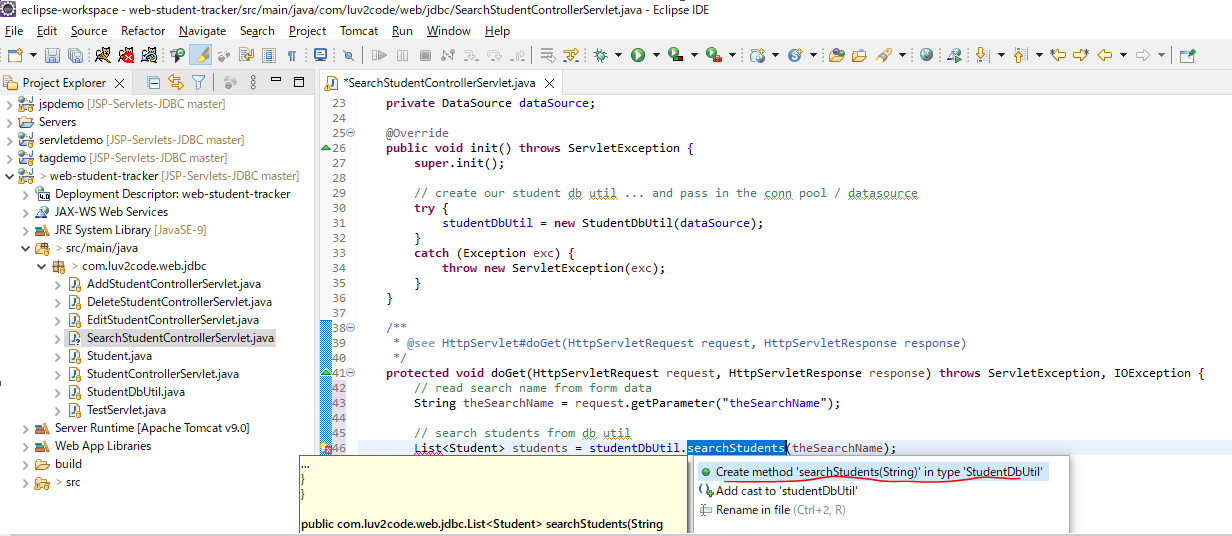 eclipse-workspace - web-student-tracker/src/main/java/com/luv2code/web/jdbc/SearchStudentControllerServlet.java - Eclipse IDE
File Edit Source Refactor Navigate Search Project Tomcat Run Window Help
Project Explorer
*SearchStudentControllerServlet.java
jspdemo [JSP-Servlets-JDBC master]
Servers
servletdemo [JSP-Servlets-JDBC master]
tagdemo [JSP-Servlets-JDBC master]
> web-student-tracker [JSP-Servlets-JDBC master]
Deployment Descriptor: web-student-tracker
JAX-WS Web Services
JRE System Library [JavaSE-9]
> src/main/java
> com.luv2code.web.jdbc
AddStudentControllerServlet.java
DeleteStudentControllerServlet.java
EditStudentControllerServlet.java
SearchStudentControllerServlet.java
Student.java
StudentControllerServlet.java
StudentDbUtil.java
TestServlet.java
Server Runtime [Apache Tomcat v9.0]
Web App Libraries
build
> src
23 private DataSource dataSource;
24
25 @Override
26 public void init() throws ServletException {
27 super.init();
28
29 // create our student db util ... and pass in the conn pool / datasource
30 try {
31 studentDbUtil = new StudentDbUtil(dataSource);
32 }
33 catch (Exception exc) {
34 throw new ServletException(exc);
35 }
36 }
37
38 /**
39 * @see HttpServlet#doGet(HttpServletRequest request, HttpServletResponse response)
40 */
41 protected void doGet(HttpServletRequest request, HttpServletResponse response) throws ServletException, IOException {
42 // read search name from form data
43 String theSearchName = request.getParameter("theSearchName");
44
45 // search students from db util
46 List<Student> students = studentDbUtil.searchStudents(theSearchName);
...
}
}
public com.luv2code.web.jdbc.List<Student> searchStudents(String
Create method 'searchStudents(String)' in type 'StudentDbUtil'
Add cast to 'studentDbUtil'
Rename in file (Ctrl+2, R)